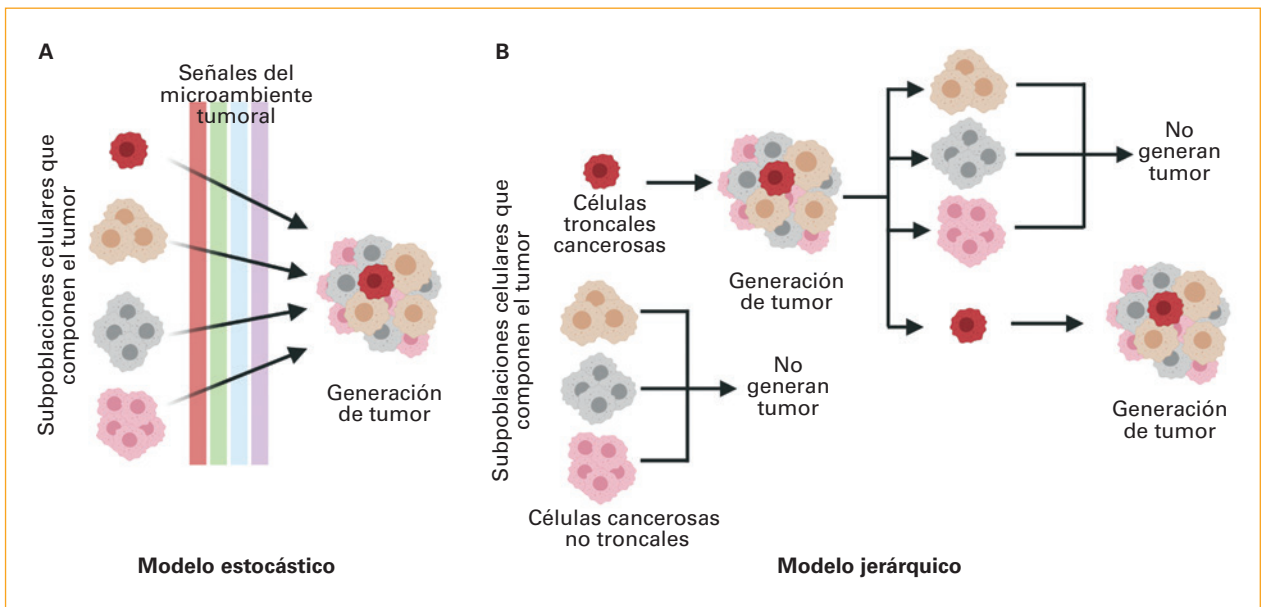 A
Señales del
microambiente
tumoral
Subpoblaciones celulares que
componen el tumor
Generación
de tumor
Modelo estocástico
B
Subpoblaciones celulares que
componen el tumor
Células
troncales
cancerosas
Generación
de tumor
No
generan
tumor
No
generan
tumor
Células cancerosas
no troncales
Generación
de tumor
Modelo jerárquico